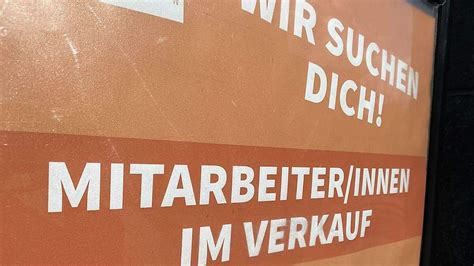 WIR SUCHEN
DICH!
MITARBEITER/INNEN
IM VERKAUF